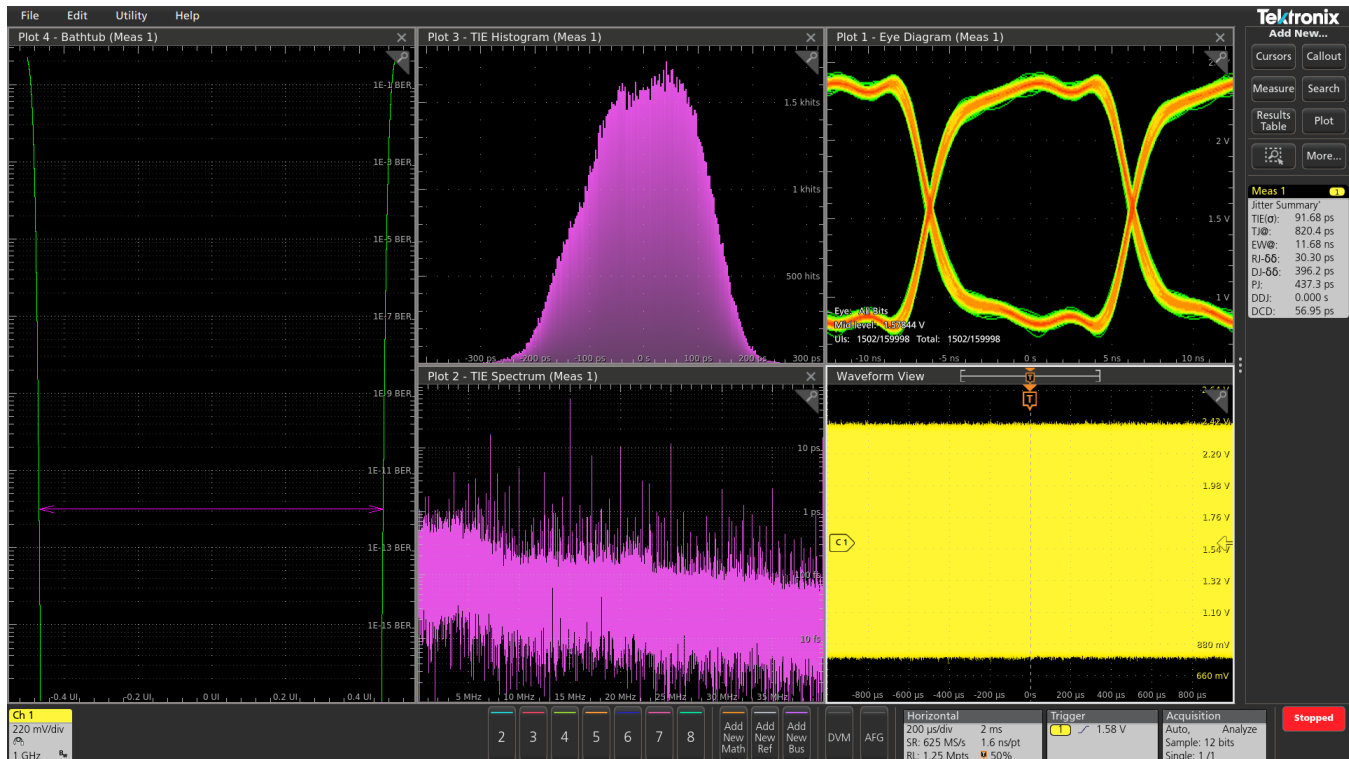 File Edit Utility Help
Tektronix
Plot 4 - Bathtub (Meas 1)
1E-1 BER
1E-3 BER
1E-5 BER
1E-7 BER
1E-9 BER
1E-11 BER
1E-13 BER
1E-15 BER
-0.4 UI 0 UI 0.2 UI 0.4 UI
Plot 3 - TIE Histogram (Meas 1)
1.5 khits
1 khits
500 hits
-300 ps -200 ps -100 ps 0 s 100 ps 200 ps 300 ps
Plot 1 - Eye Diagram (Meas 1)
2 V
1.5 V
1 V
Eye: All Bits
Mid level: 1.57844 V
UIs: 1502/159998 Total: 1502/159998
-10 ns -5 ns 0 s 5 ns 10 ns
Plot 2 - TIE Spectrum (Meas 1)
10 ps
1 ps
10 fs
5 MHz 10 MHz 15 MHz 20 MHz 25 MHz 30 MHz 35 MHz
Waveform View
T
T
2.54 V
2.42 V
2.20 V
1.98 V
1.76 V
1.54 V
1.32 V
1.10 V
880 mV
660 mV
C1
-800 µs -600 µs -400 µs -200 µs 0 s 200 µs 400 µs 600 µs 800 µs
Add New...
Cursors Callout
Measure Search
Results Table Plot
More...
Meas 1 1
Jitter Summary'
TIE(σ): 91.68 ps
TJ@: 820.4 ps
EW@: 11.68 ns
RJ-δδ: 30.30 ps
DJ-δδ: 396.2 ps
PJ: 437.3 ps
DDJ: 0.000 s
DCD: 56.95 ps
Ch 1
220 mV/div
1 GHz
2 3 4 5 6 7 8
Add New Math
Add New Ref
Add New Bus
DVM
AFG
Horizontal
200 µs/div 2 ms
SR: 625 MS/s 1.6 ns/pt
RL: 1.25 Mpts 50%
Trigger
1 1.58 V
Acquisition
Auto, Analyze
Sample: 12 bits
Single: 1 /1
Stopped